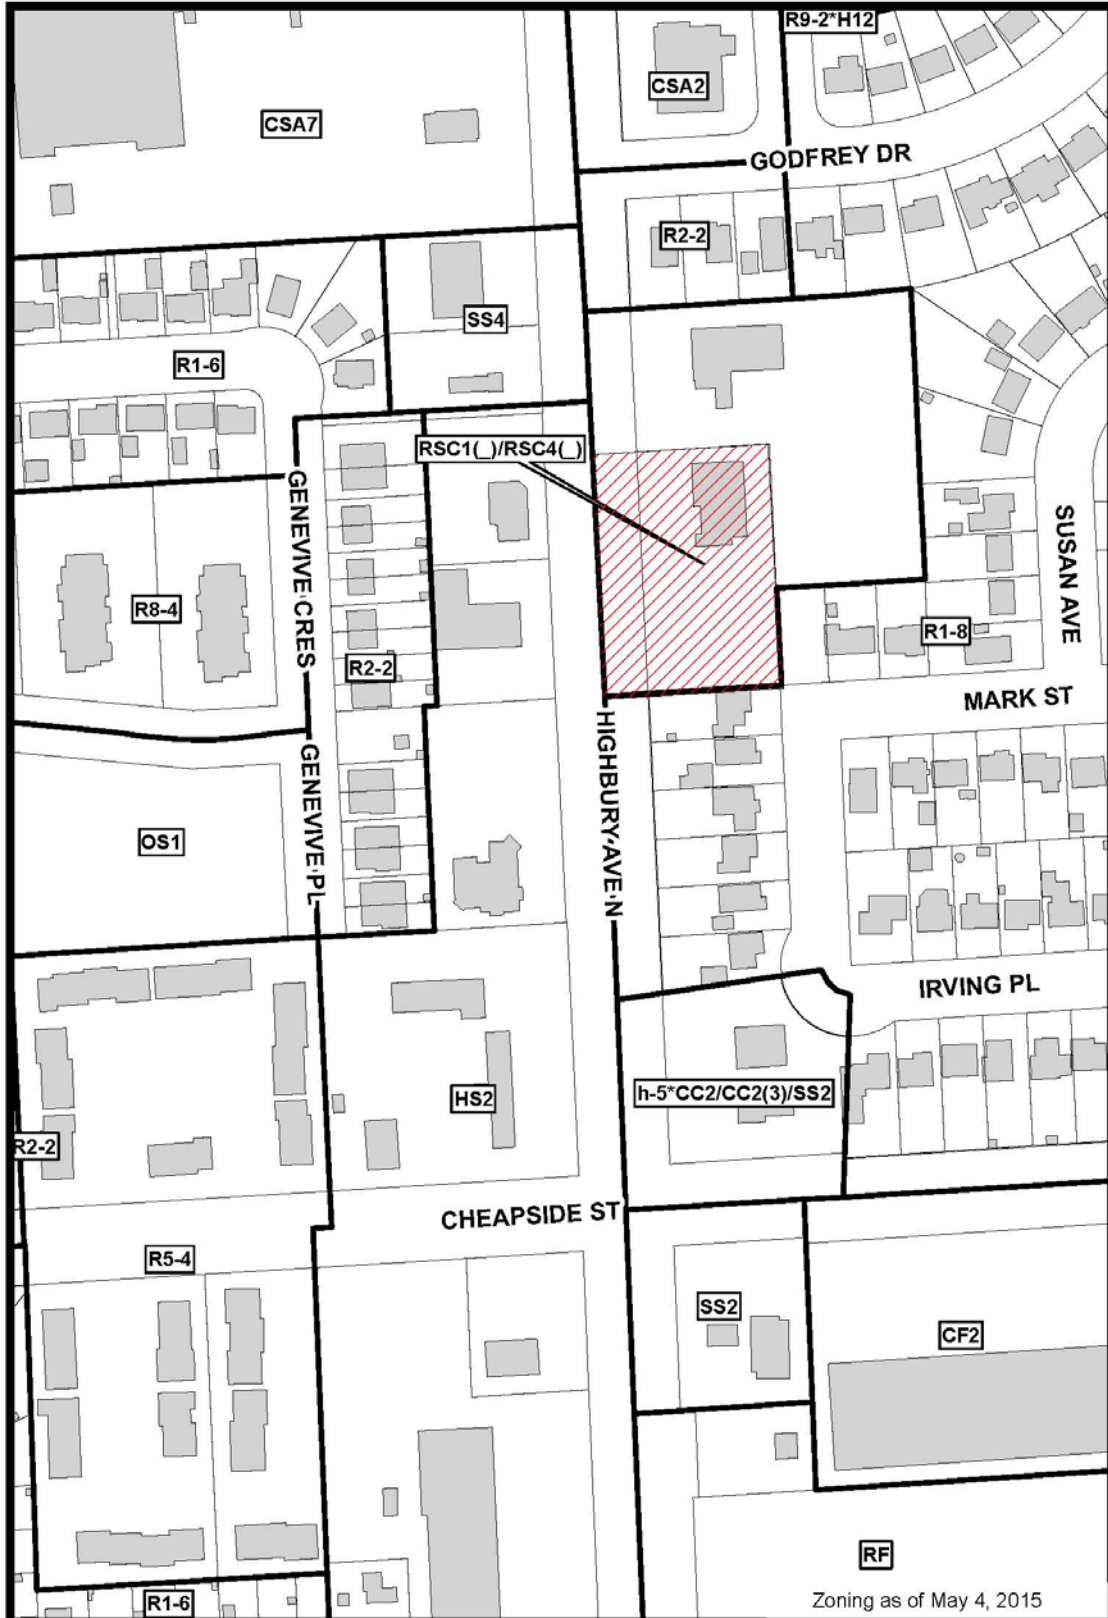 R9-2*H12
CSA2
CSA7
GODFREY DR
R2-2
SS4
R1-6
RSC1(_)/RSC4(_)
GENEVIVE CRES
SUSAN AVE
R8-4
R1-8
R2-2
MARK ST
HIGHBURY AVE N
GENEVIVE PL
OS1
IRVING PL
h-5*CC2/CC2(3)/SS2
HS2
R2-2
CHEAPSIDE ST
R5-4
SS2
CF2
RF
R1-6
Zoning as of May 4, 2015